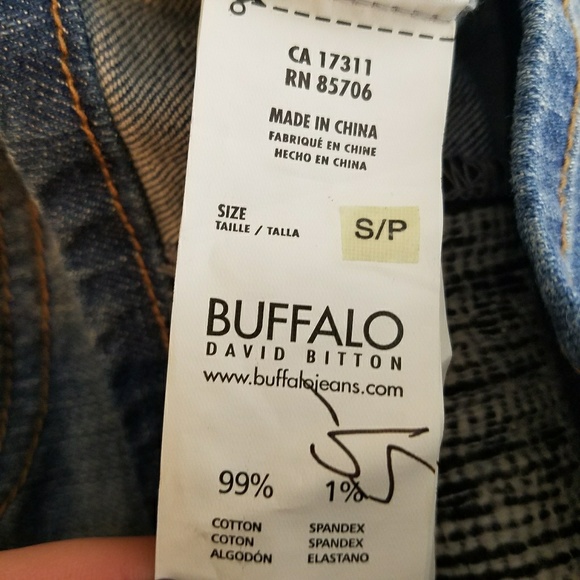 CA 17311
RN 85706
MADE IN CHINA
FABRIQUÉ EN CHINE
HECHO EN CHINA
SIZE
TAILLE / TALLA
S/P
BUFFALO
DAVID BITTON
www.buffalojeans.com
99%
COTTON
COTON
ALGODÓN
1%
SPANDEX
SPANDEX
ELASTANO